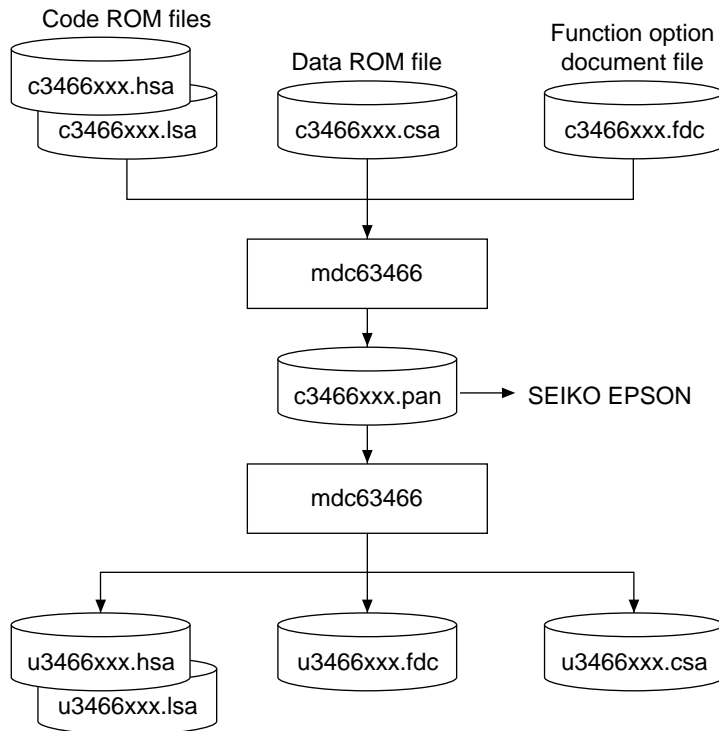 Code ROM files
c3466xxx.hsa
c3466xxx.lsa
Data ROM file
c3466xxx.csa
Function option
document file
c3466xxx.fdc
mdc63466
c3466xxx.pan
SEIKO EPSON
mdc63466
u3466xxx.hsa
u3466xxx.lsa
u3466xxx.fdc
u3466xxx.csa